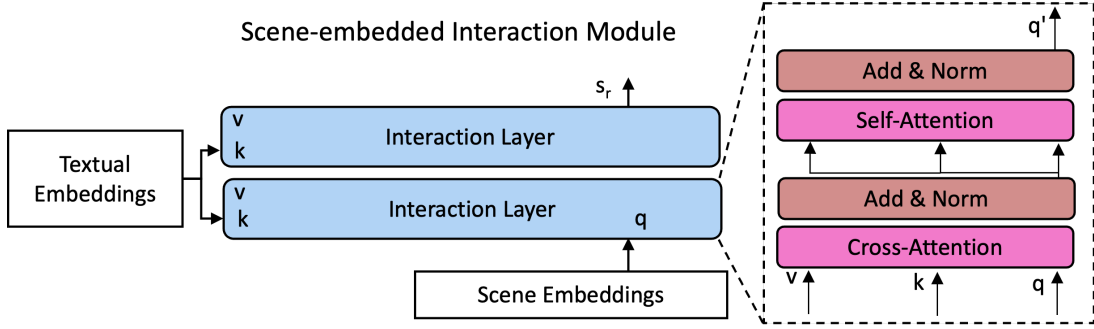 Scene-embedded Interaction Module
s_r
v
k
Interaction Layer
Textual
Embeddings
v
k
Interaction Layer
q
Scene Embeddings
q'
Add & Norm
Self-Attention
Add & Norm
Cross-Attention
v
k
q